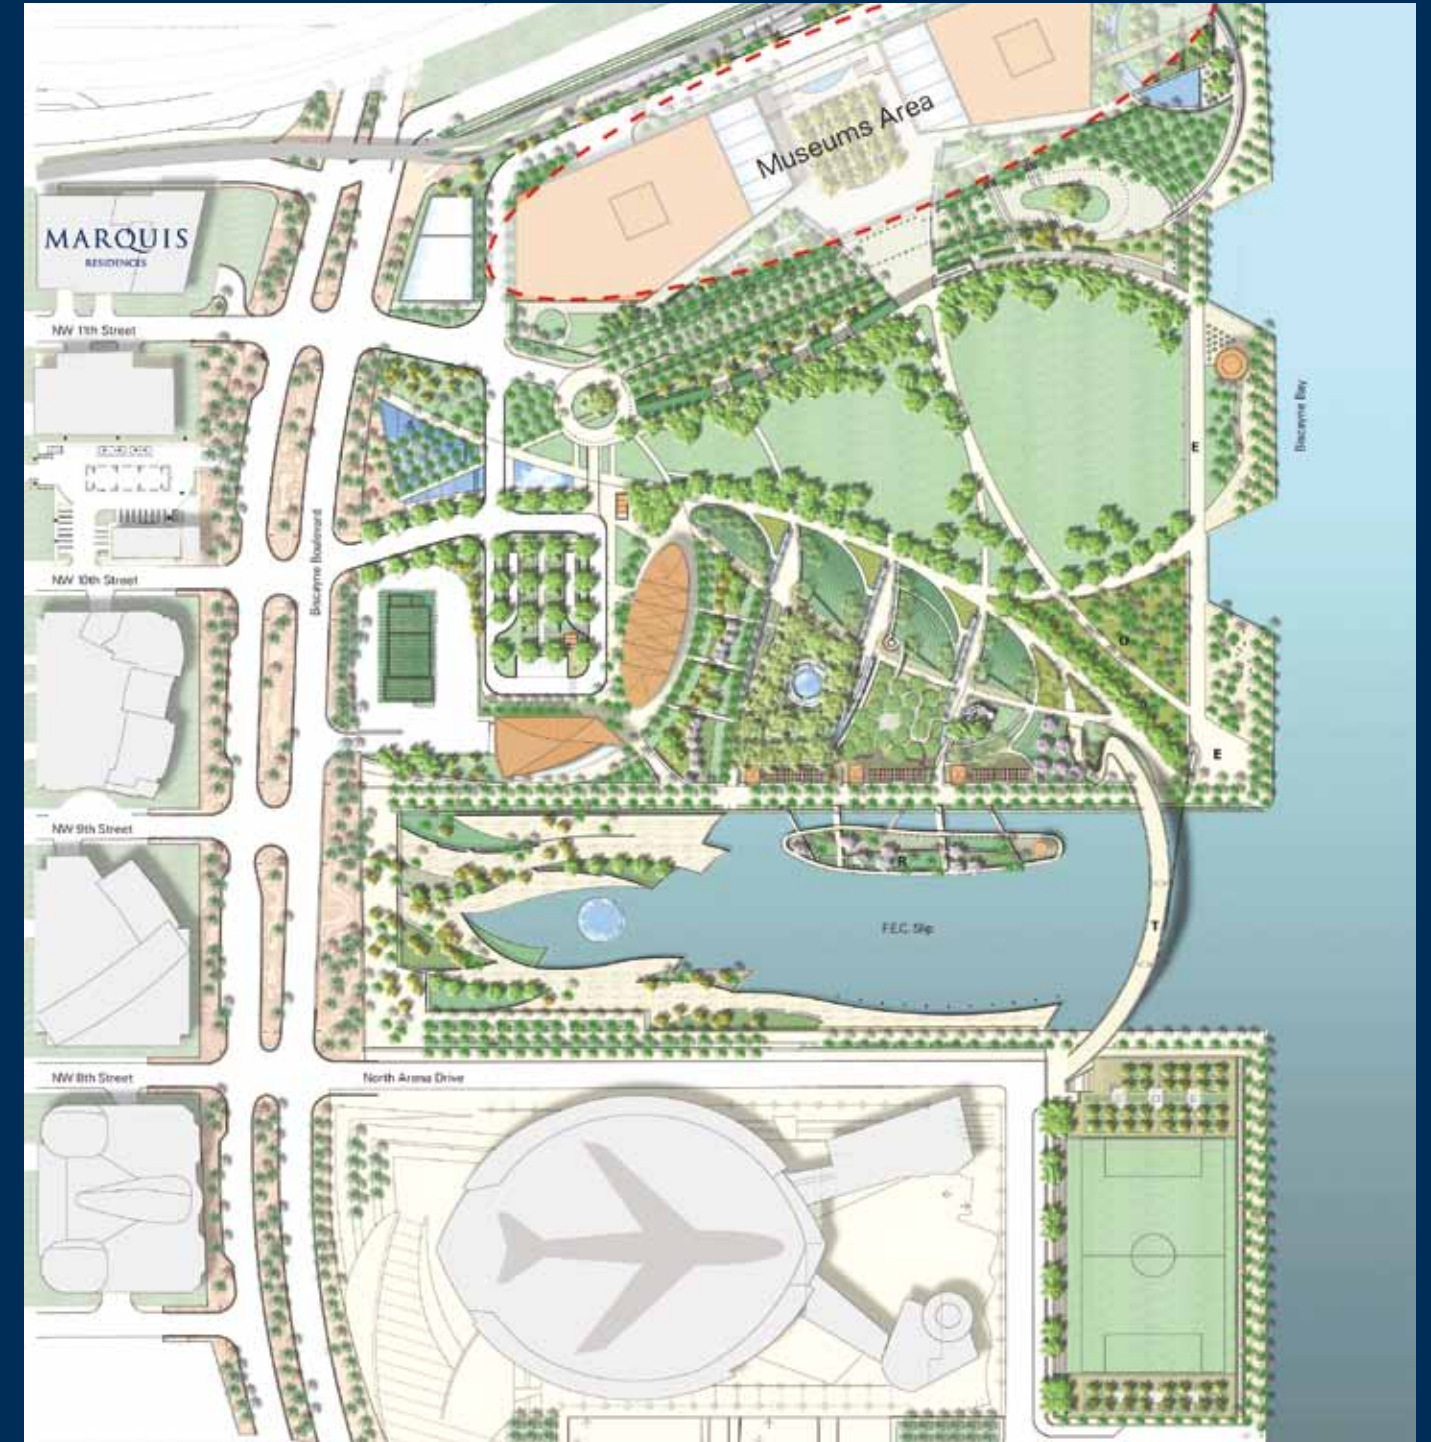 Museums Area
MARQUIS
RESIDENCES
NW 11th Street
Biscayne Bay
E
Biscayne Boulevard
NW 10th Street
D
E
NW 9th Street
R
F.E.C. Slip
T
NW 8th Street
North Arena Drive